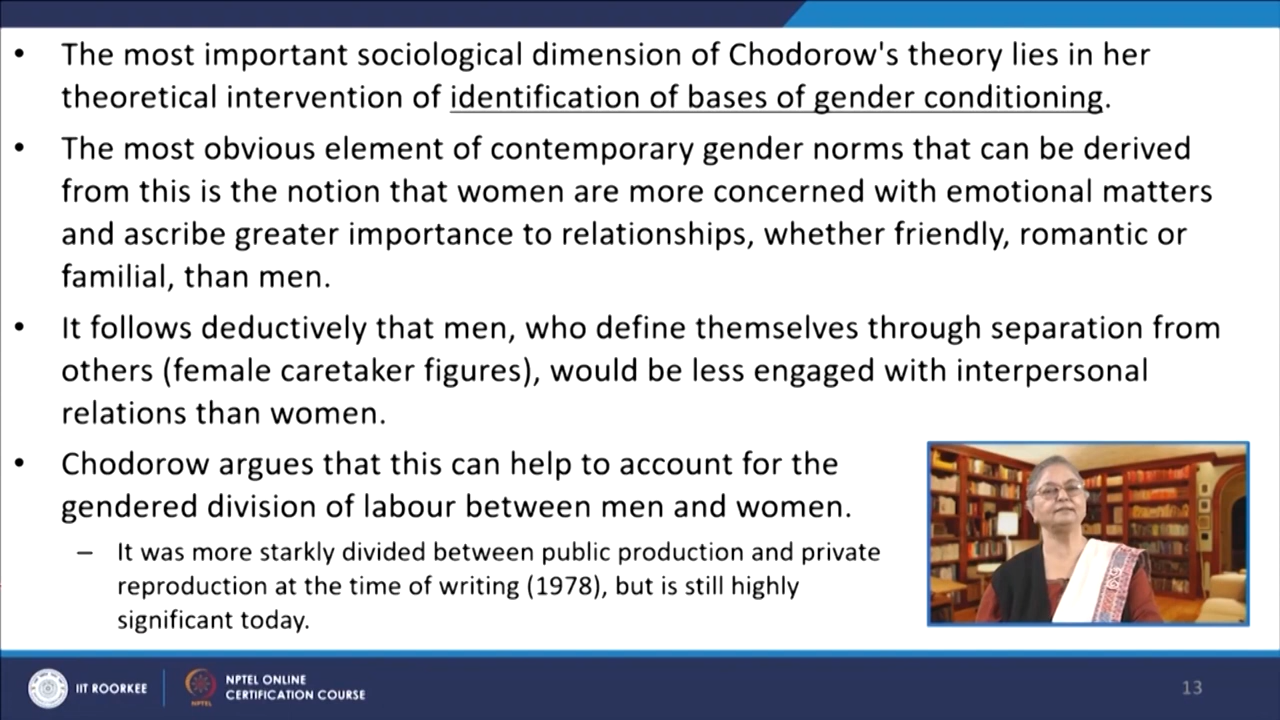 • The most important sociological dimension of Chodorow's theory lies in her
theoretical intervention of identification of bases of gender conditioning.
• The most obvious element of contemporary gender norms that can be derived
from this is the notion that women are more concerned with emotional matters
and ascribe greater importance to relationships, whether friendly, romantic or
familial, than men.
• It follows deductively that men, who define themselves through separation from
others (female caretaker figures), would be less engaged with interpersonal
relations than women.
• Chodorow argues that this can help to account for the
gendered division of labour between men and women.
– It was more starkly divided between public production and private
reproduction at the time of writing (1978), but is still highly
significant today.
IIT ROORKEE
NPTEL
NPTEL ONLINE
CERTIFICATION COURSE
13